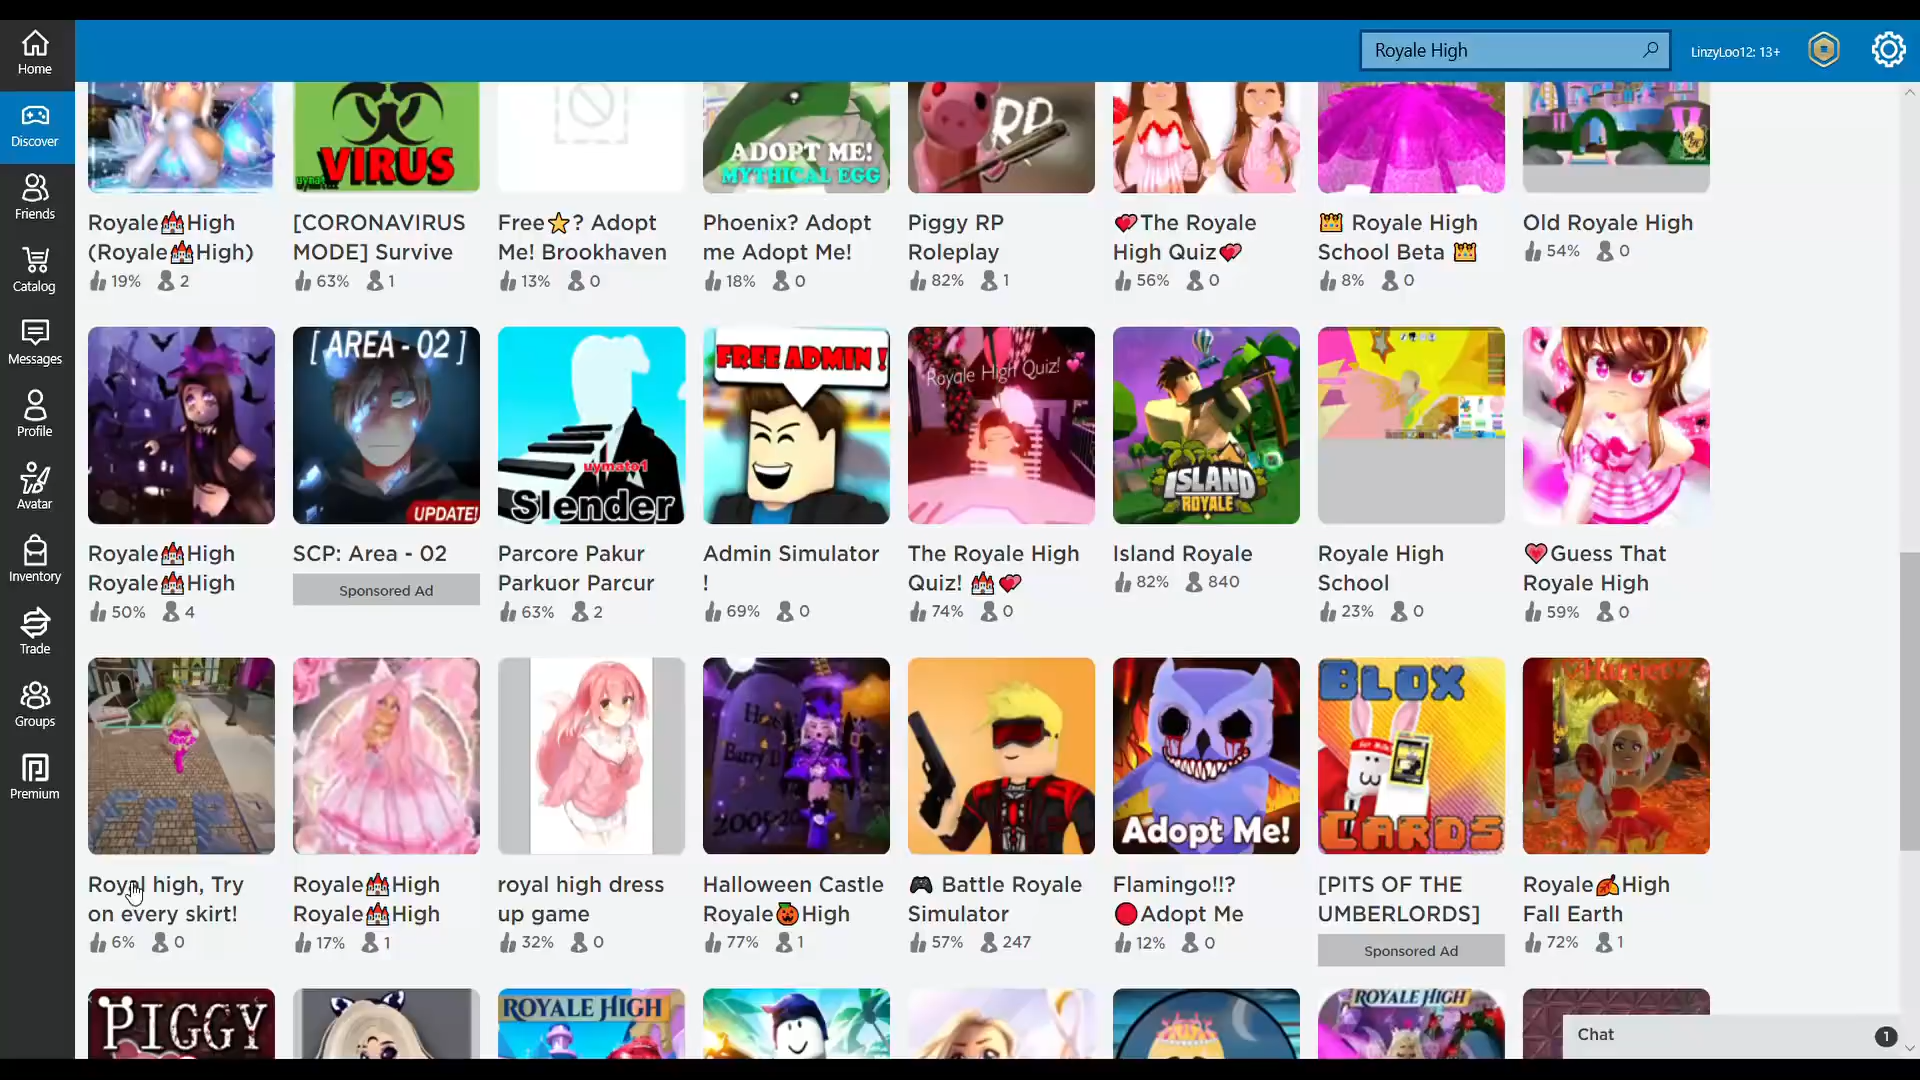 Home
Royale High
LinzyLoo12: 13+
Discover
Friends
Catalog
Messages
Profile
Avatar
Inventory
Trade
Groups
Premium
VIRUS
uymat
ADOPT ME!
MYTHICAL EGG
RP
Royale🏰High
(Royale🏰High)
19% 2
[CORONAVIRUS
MODE] Survive
63% 1
Free⭐? Adopt
Me! Brookhaven
13% 0
Phoenix? Adopt
me Adopt Me!
18% 0
Piggy RP
Roleplay
82% 1
💕The Royale
High Quiz💕
56% 0
👑 Royale High
School Beta 👑
8% 0
Old Royale High
54% 0
[ AREA - 02 ]
UPDATE!
uymato1
Slender
FREE ADMIN !
Royale High Quiz!
ISLAND
ROYALE
Royale🏰High
Royale🏰High
50% 4
SCP: Area - 02
Sponsored Ad
Parcore Pakur
Parkuor Parcur
63% 2
Admin Simulator
!
69% 0
The Royale High
Quiz! 🏰💕
74% 0
Island Royale
82% 840
Royale High
School
23% 0
💗Guess That
Royale High
59% 0
2005-20
Adopt Me!
BLOX
CARDS
Royal high, Try
on every skirt!
6% 0
Royale🏰High
Royale🏰High
17% 1
royal high dress
up game
32% 0
Halloween Castle
Royale🎃High
77% 1
🎮 Battle Royale
Simulator
57% 247
Flamingo!!?
🔴Adopt Me
12% 0
[PITS OF THE
UMBERLORDS]
Sponsored Ad
Royale🍂High
Fall Earth
72% 1
PIGGY
ROYALE HIGH
ROYALE HIGH
Chat 1